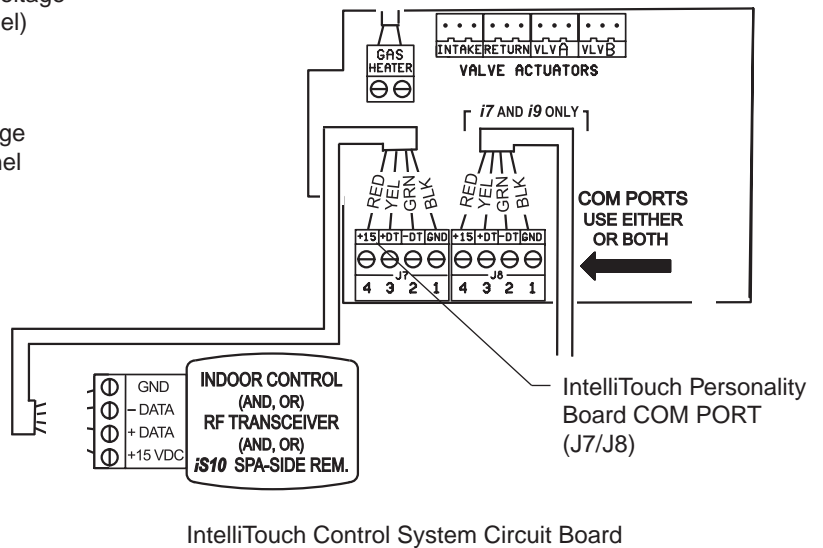 el)
GAS
HEATER
INTAKE RETURN VLVA VLVB
VALVE ACTUATORS
i7 AND i9 ONLY
RED YEL GRN BLK
RED YEL GRN BLK
COM PORTS
USE EITHER
OR BOTH
+15 +DT -DT GND
+15 +DT -DT GND
J7
J8
4 3 2 1
4 3 2 1
GND
– DATA
+ DATA
+15 VDC
INDOOR CONTROL
(AND, OR)
RF TRANSCEIVER
(AND, OR)
iS10 SPA-SIDE REM.
IntelliTouch Personality
Board COM PORT
(J7/J8)
IntelliTouch Control System Circuit Board